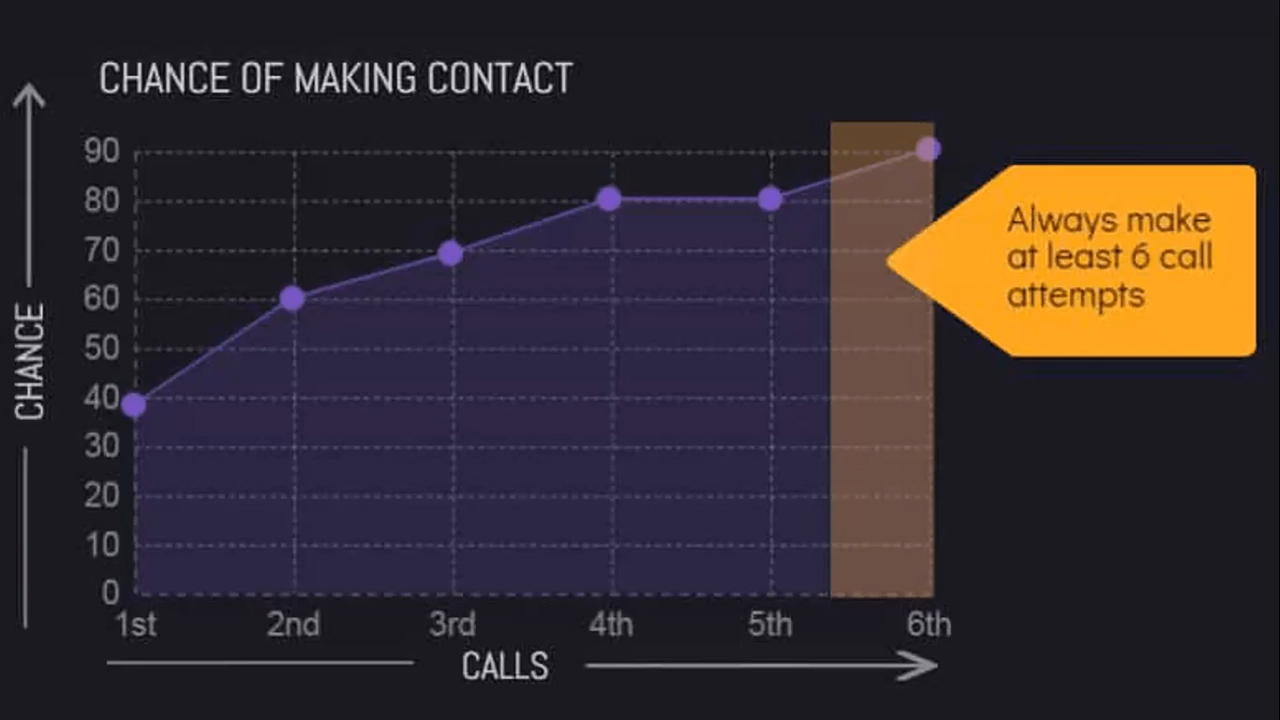 CHANCE OF MAKING CONTACT
90
80
70
60
50
40
30
20
10
0
CHANCE
1st 2nd 3rd 4th 5th 6th
CALLS
Always make
at least 6 call
attempts